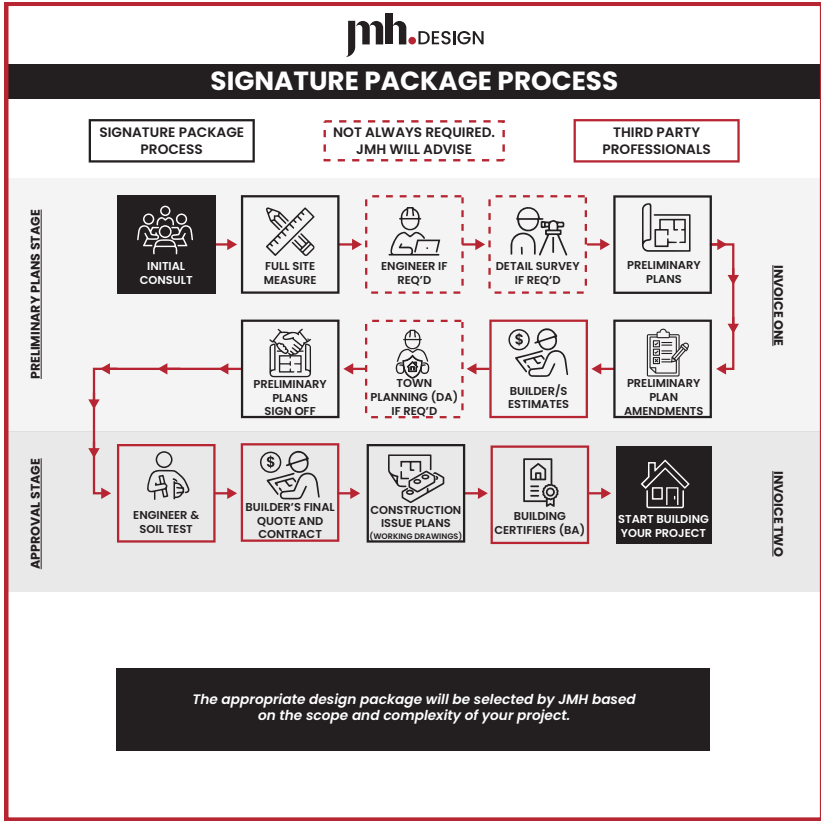 jmh.DESIGN
SIGNATURE PACKAGE PROCESS
SIGNATURE PACKAGE
PROCESS
NOT ALWAYS REQUIRED.
JMH WILL ADVISE
THIRD PARTY
PROFESSIONALS
PRELIMINARY PLANS STAGE
INITIAL
CONSULT
FULL SITE
MEASURE
ENGINEER IF
REQ'D
DETAIL SURVEY
IF REQ'D
PRELIMINARY
PLANS
INVOICE ONE
PRELIMINARY
PLANS
SIGN OFF
TOWN
PLANNING (DA)
IF REQ'D
$
BUILDER/S
ESTIMATES
PRELIMINARY
PLAN
AMENDMENTS
APPROVAL STAGE
ENGINEER &
SOIL TEST
$
BUILDER'S FINAL
QUOTE AND
CONTRACT
CONSTRUCTION
ISSUE PLANS
(WORKING DRAWINGS)
BUILDING
CERTIFIERS (BA)
START BUILDING
YOUR PROJECT
INVOICE TWO
The appropriate design package will be selected by JMH based
on the scope and complexity of your project.